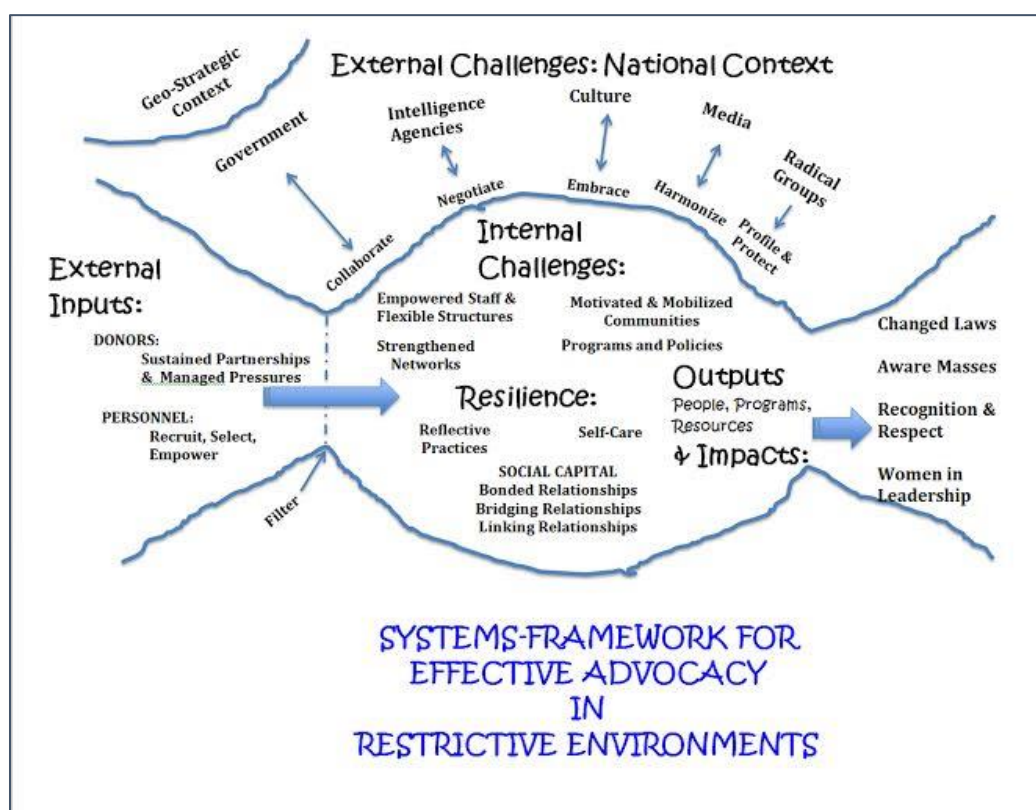 External Challenges: National Context
Geo-Strategic
Context
Government
Intelligence
Agencies
Culture
Media
Radical
Groups
Collaborate
Negotiate
Embrace
Harmonize
Profile &
Protect
External
Inputs:
DONORS:
Sustained Partnerships
& Managed Pressures
PERSONNEL:
Recruit, Select,
Empower
Filter
Internal
Challenges:
Empowered Staff &
Flexible Structures
Motivated & Mobilized
Communities
Strengthened
Networks
Programs and Policies
Resilience:
Reflective
Practices
Self-Care
SOCIAL CAPITAL
Bonded Relationships
Bridging Relationships
Linking Relationships
Outputs
People, Programs,
Resources
& Impacts:
Changed Laws
Aware Masses
Recognition &
Respect
Women in
Leadership
SYSTEMS-FRAMEWORK FOR
EFFECTIVE ADVOCACY
IN
RESTRICTIVE ENVIRONMENTS